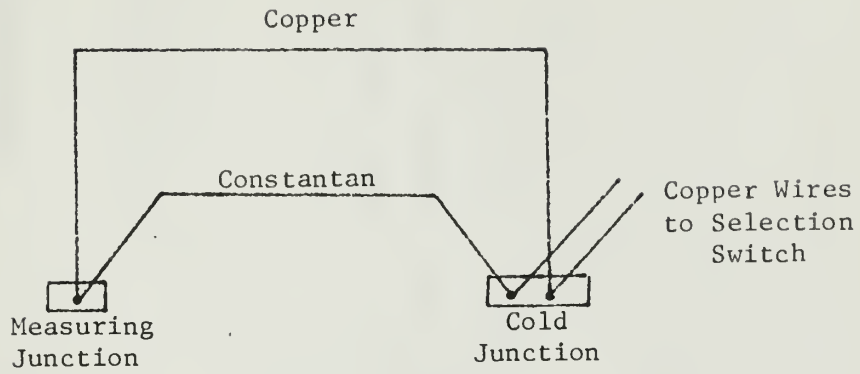 Copper
Constantan
Copper Wires
to Selection
Switch
Measuring
Junction
Cold
Junction